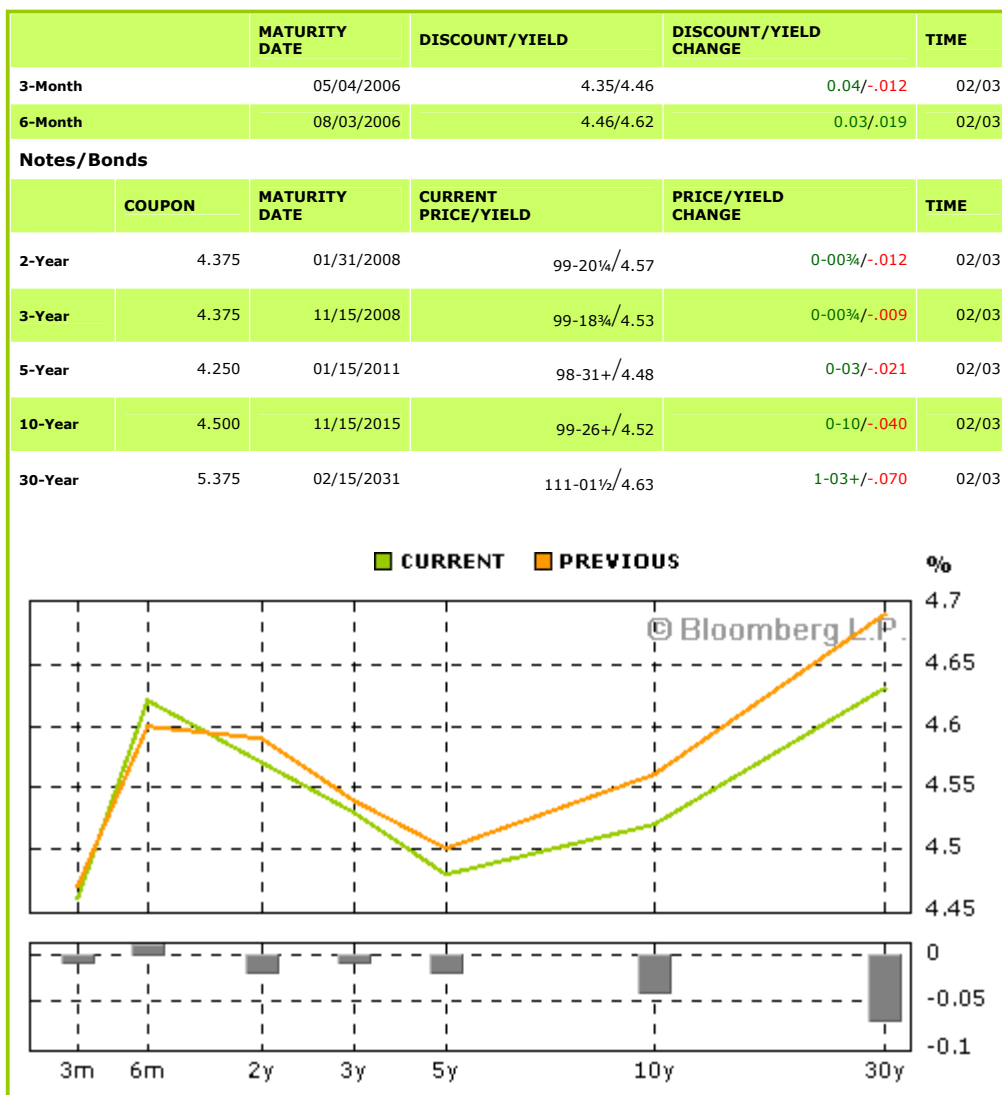 MATURITY DATE DISCOUNT/YIELD DISCOUNT/YIELD CHANGE TIME
3-Month 05/04/2006 4.35/4.46 0.04/-.012 02/03
6-Month 08/03/2006 4.46/4.62 0.03/.019 02/03
Notes/Bonds
COUPON MATURITY DATE CURRENT PRICE/YIELD PRICE/YIELD CHANGE TIME
2-Year 4.375 01/31/2008 99-20¼/4.57 0-00¾/-.012 02/03
3-Year 4.375 11/15/2008 99-18¾/4.53 0-00¾/-.009 02/03
5-Year 4.250 01/15/2011 98-31+/4.48 0-03/-.021 02/03
10-Year 4.500 11/15/2015 99-26+/4.52 0-10/-.040 02/03
30-Year 5.375 02/15/2031 111-01½/4.63 1-03+/-.070 02/03
CURRENT PREVIOUS %
4.7
© Bloomberg L.P.
4.65
4.6
4.55
4.5
4.45
0
-0.05
-0.1
3m 6m 2y 3y 5y 10y 30y